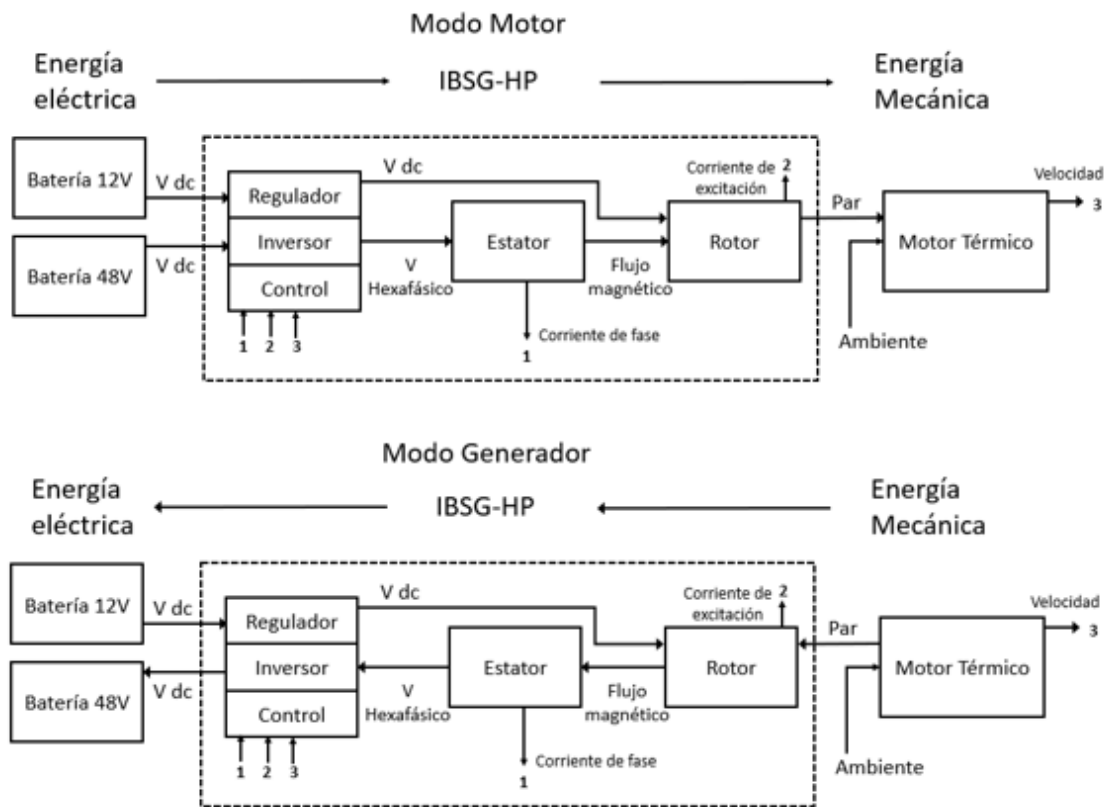 Modo Motor
Energía
eléctrica
IBSG-HP
Energía
Mecánica
Batería 12V
V dc
Regulador
V dc
Corriente de
excitación
2
Par
Velocidad
3
Batería 48V
V dc
Inversor
Control
1
2
3
V
Hexafásico
Estator
Flujo
magnético
Rotor
Motor Térmico
Corriente de fase
1
Ambiente
Modo Generador
Energía
eléctrica
IBSG-HP
Energía
Mecánica
Batería 12V
V dc
Regulador
V dc
Corriente de
excitación
2
Par
Velocidad
3
Batería 48V
V dc
Inversor
Control
1
2
3
V
Hexafásico
Estator
Flujo
magnético
Rotor
Motor Térmico
Corriente de fase
1
Ambiente